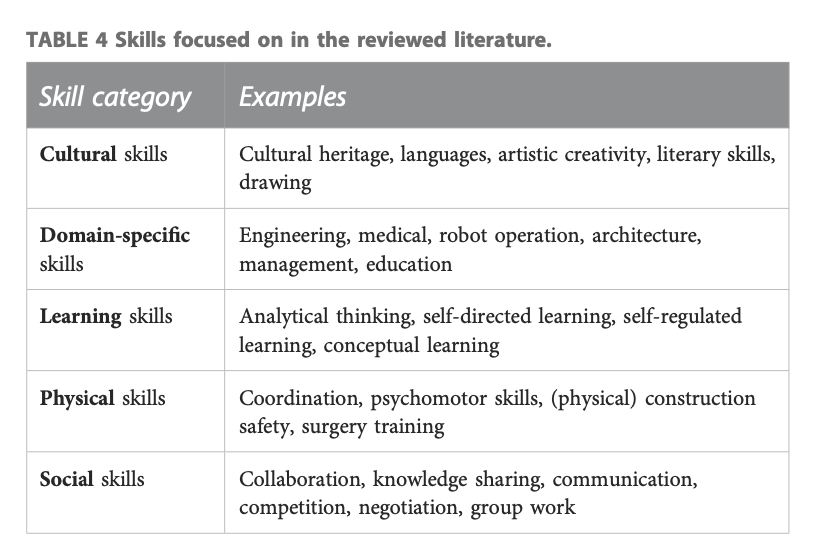 TABLE 4 Skills focused on in the reviewed literature.
Skill category Examples
Cultural skills Cultural heritage, languages, artistic creativity, literary skills,
drawing
Domain-specific Engineering, medical, robot operation, architecture,
skills management, education
Learning skills Analytical thinking, self-directed learning, self-regulated
learning, conceptual learning
Physical skills Coordination, psychomotor skills, (physical) construction
safety, surgery training
Social skills Collaboration, knowledge sharing, communication,
competition, negotiation, group work